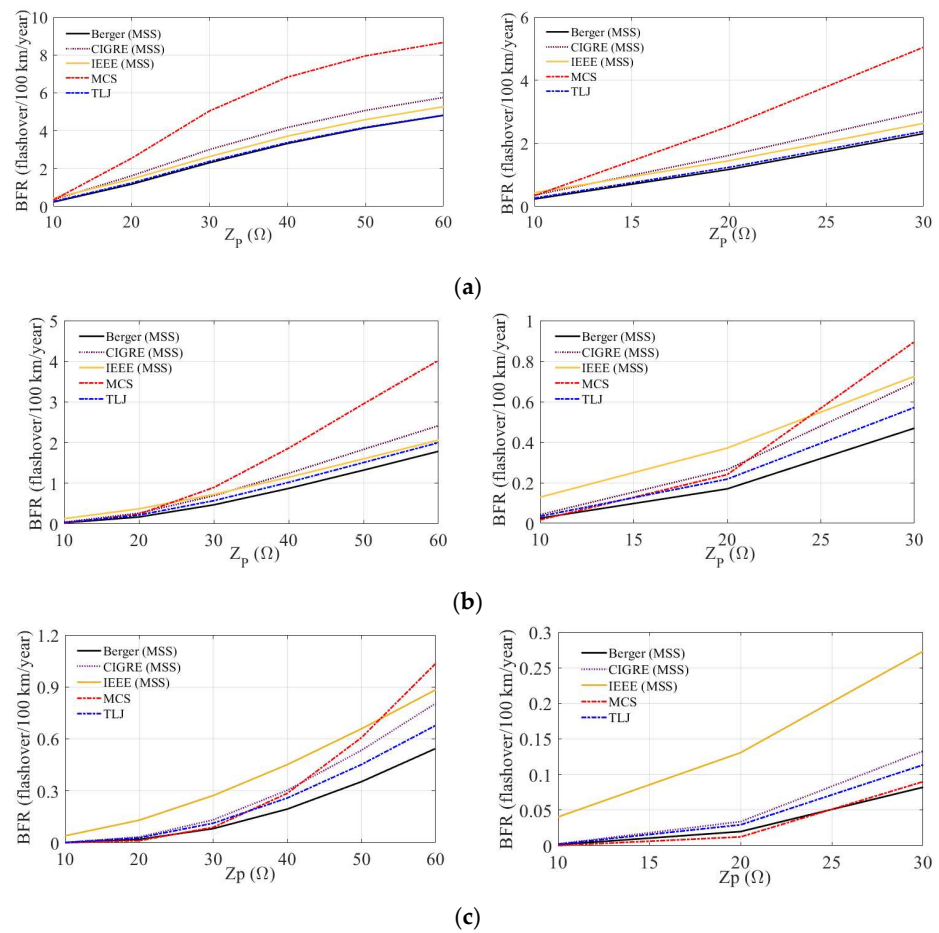 BFR (flashover/100 km/year)
10
8
6
4
2
0
Berger (MSS)
CIGRE (MSS)
IEEE (MSS)
MCS
TLJ
10 20 30 40 50 60
Z_P (Ω)
BFR (flashover/100 km/year)
6
4
2
0
Berger (MSS)
CIGRE (MSS)
IEEE (MSS)
MCS
TLJ
10 15 20 25 30
Z_P (Ω)
(a)
BFR (flashover/100 km/year)
5
4
3
2
1
0
Berger (MSS)
CIGRE (MSS)
IEEE (MSS)
MCS
TLJ
10 20 30 40 50 60
Z_P (Ω)
BFR (flashover/100 km/year)
1
0.8
0.6
0.4
0.2
0
Berger (MSS)
CIGRE (MSS)
IEEE (MSS)
MCS
TLJ
10 15 20 25 30
Z_P (Ω)
(b)
BFR (flashover/100 km/year)
1.2
0.9
0.6
0.3
0
Berger (MSS)
CIGRE (MSS)
IEEE (MSS)
MCS
TLJ
10 20 30 40 50 60
Zp (Ω)
BFR (flashover/100 km/year)
0.3
0.25
0.2
0.15
0.1
0.05
0
Berger (MSS)
CIGRE (MSS)
IEEE (MSS)
MCS
TLJ
10 15 20 25 30
Zp (Ω)
(c)